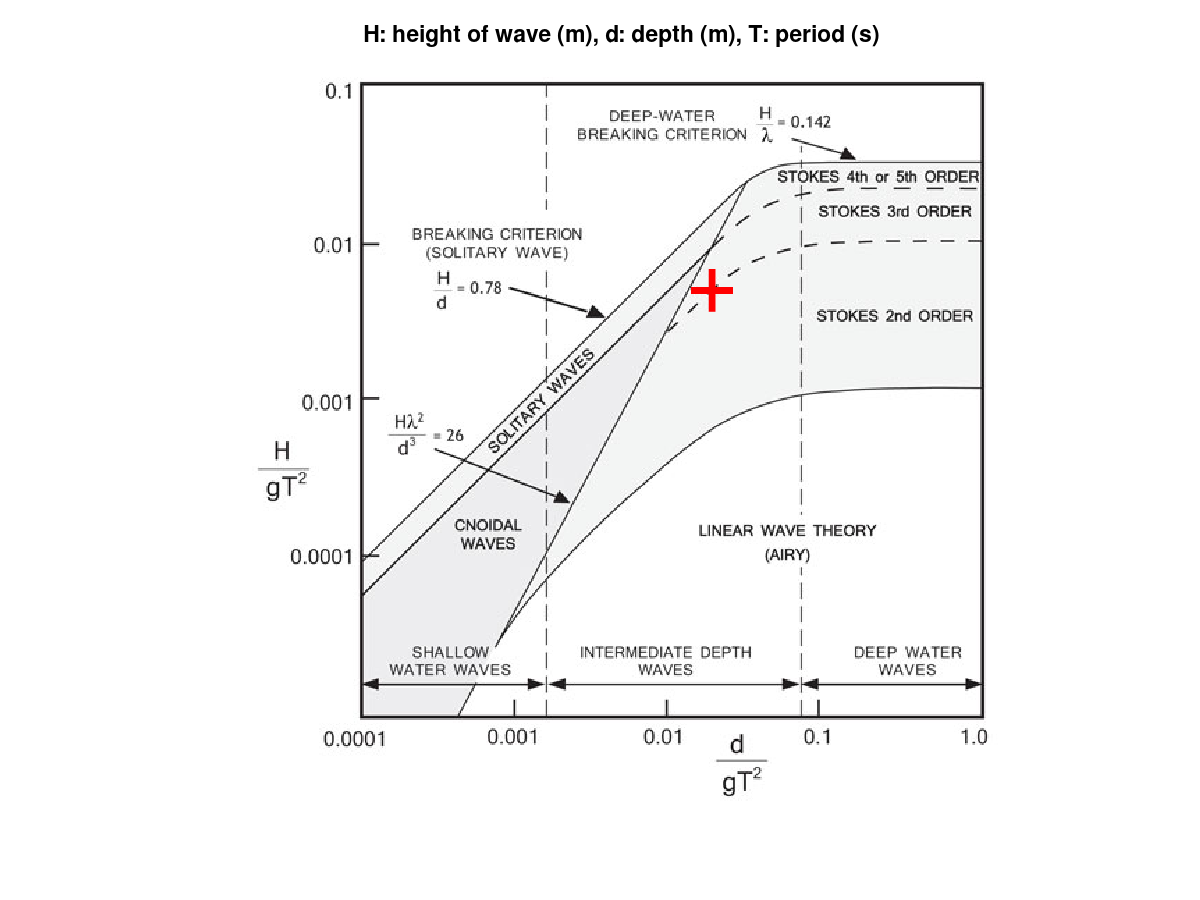 H: height of wave (m), d: depth (m), T: period (s)
0.1
DEEP-WATER
BREAKING CRITERION
H
λ
= 0.142
STOKES 4th or 5th ORDER
STOKES 3rd ORDER
BREAKING CRITERION
(SOLITARY WAVE)
0.01
H
d
= 0.78
STOKES 2nd ORDER
SOLITARY WAVES
0.001
Hλ²
d³
= 26
H
gT²
CNOIDAL
WAVES
LINEAR WAVE THEORY
(AIRY)
0.0001
SHALLOW
WATER WAVES
INTERMEDIATE DEPTH
WAVES
DEEP WATER
WAVES
0.0001
0.001
0.01
0.1
1.0
d
gT²